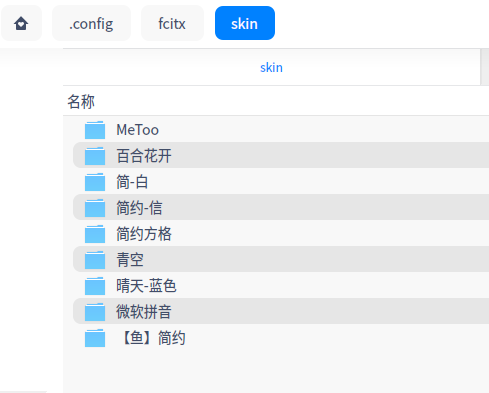 .config fcitx skin
skin
名称
MeToo
百合花开
简-白
简约-信
简约方格
青空
晴天-蓝色
微软拼音
【鱼】简约